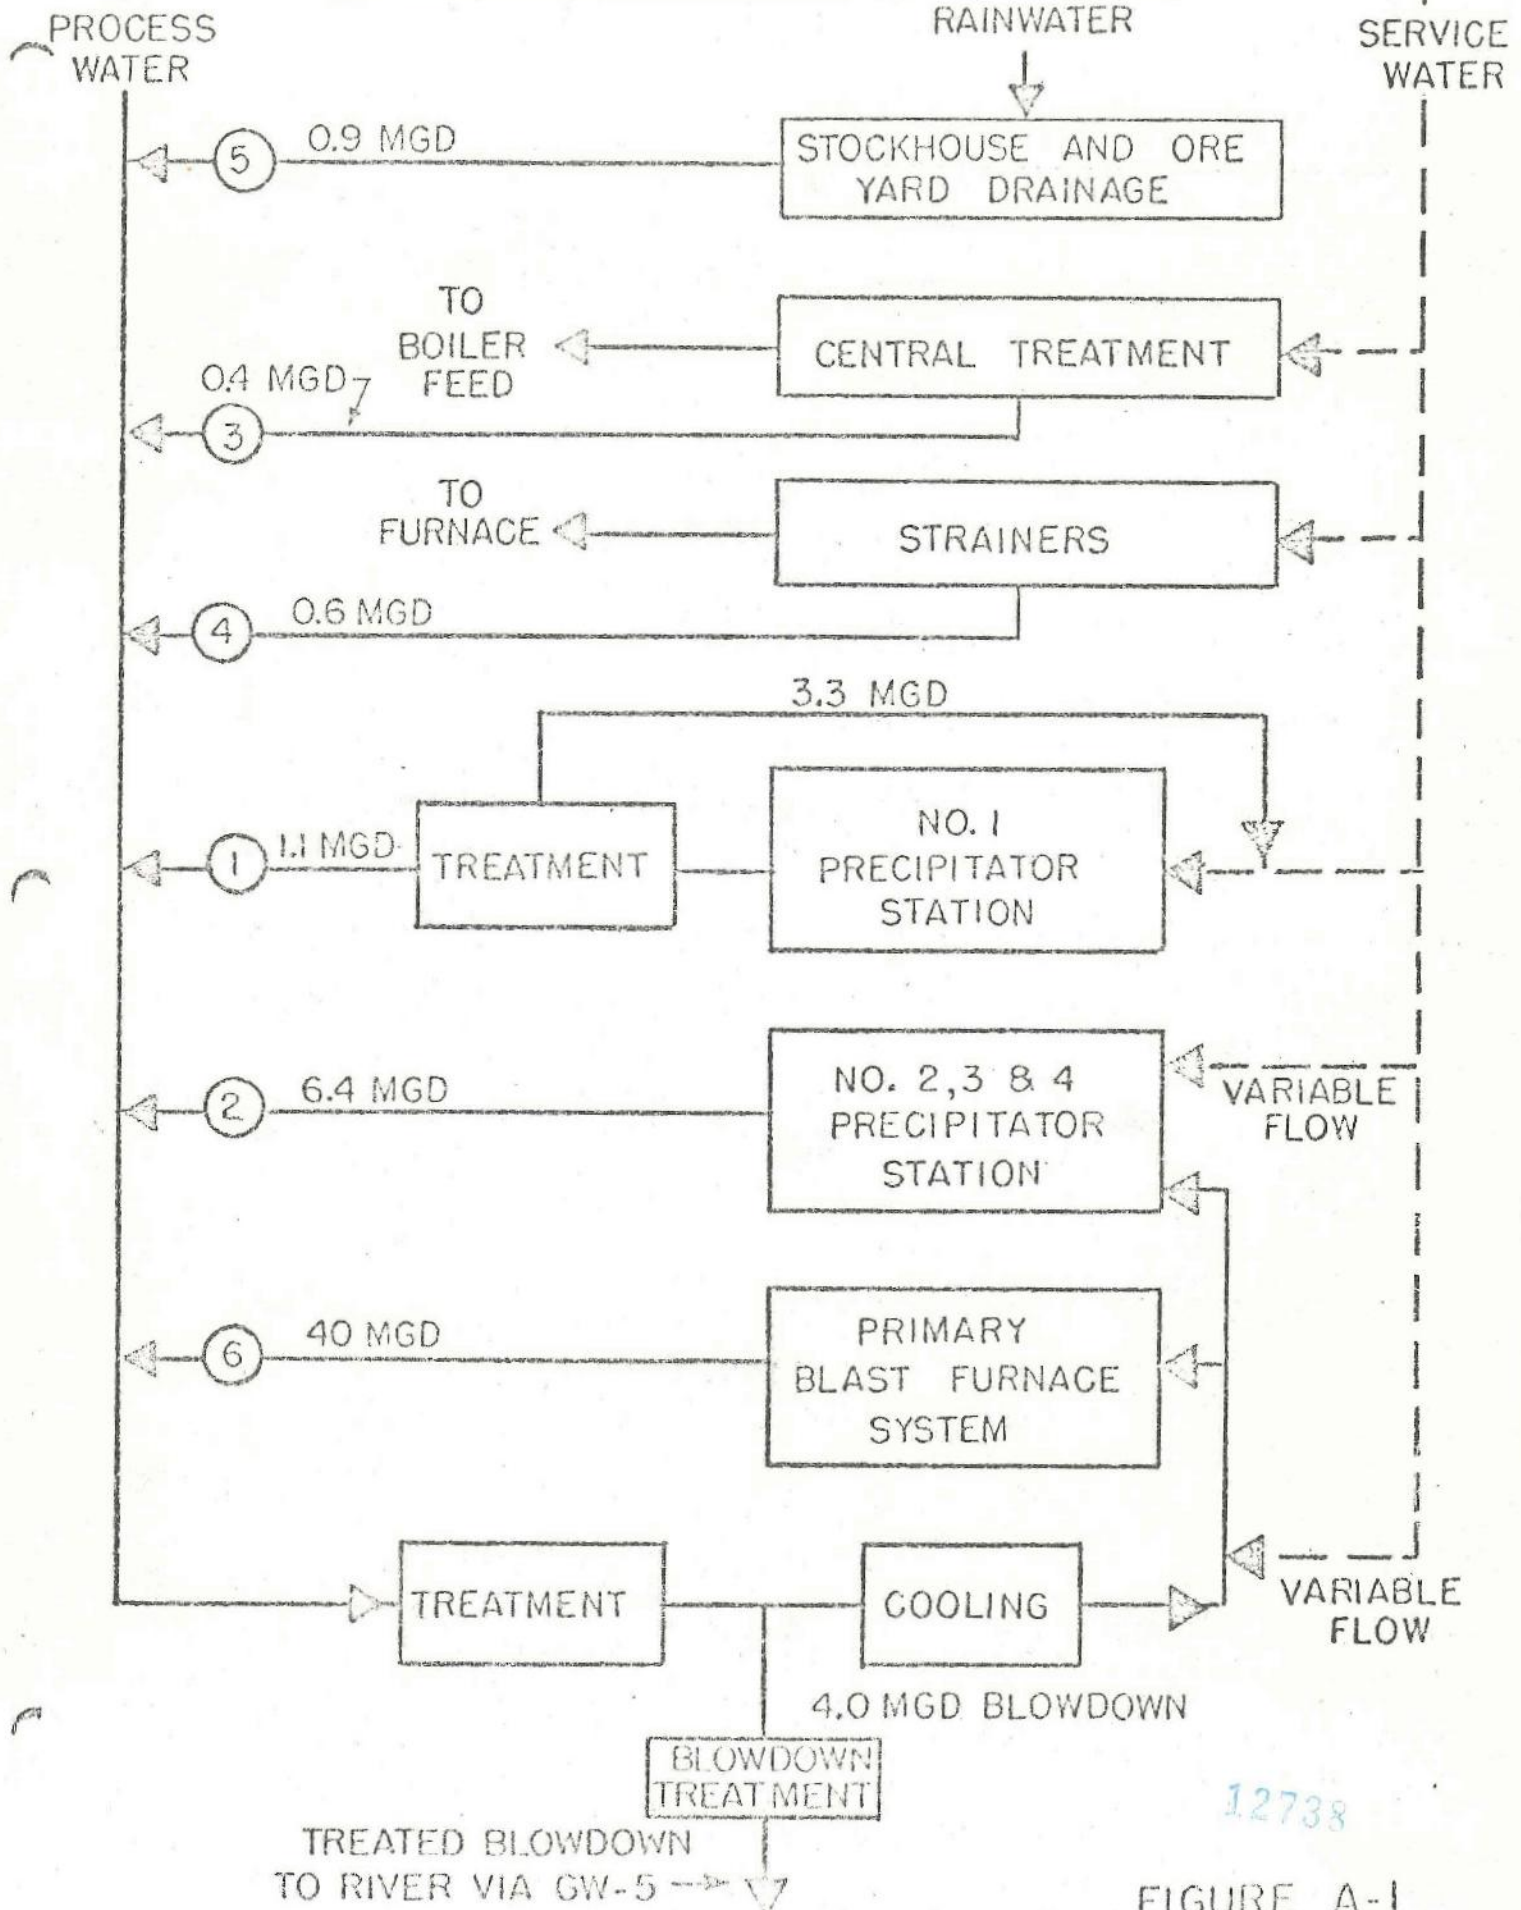 PROCESS
WATER
RAINWATER
SERVICE
WATER
5
0.9 MGD
STOCKHOUSE AND ORE
YARD DRAINAGE
TO
BOILER
FEED
CENTRAL TREATMENT
0.4 MGD
3
TO
FURNACE
STRAINERS
4
0.6 MGD
3.3 MGD
1
1.1 MGD
TREATMENT
NO. 1
PRECIPITATOR
STATION
2
6.4 MGD
NO. 2,3 & 4
PRECIPITATOR
STATION
VARIABLE
FLOW
6
40 MGD
PRIMARY
BLAST FURNACE
SYSTEM
TREATMENT
COOLING
VARIABLE
FLOW
4.0 MGD BLOWDOWN
BLOWDOWN
TREATMENT
12738
TREATED BLOWDOWN
TO RIVER VIA GW-5
FIGURE A-1